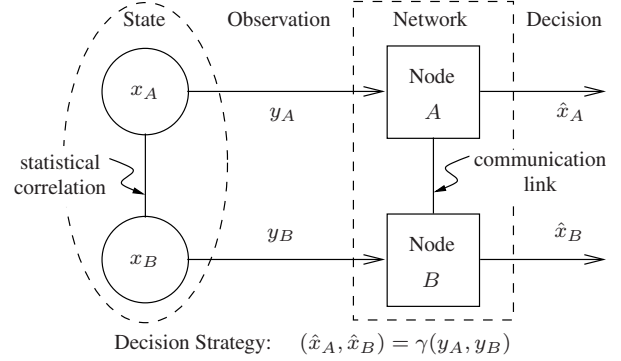 State Observation Network Decision
x_A y_A Node A x̂_A
statistical correlation
communication link
x_B y_B Node B x̂_B
Decision Strategy: (x̂_A, x̂_B) = γ(y_A, y_B)